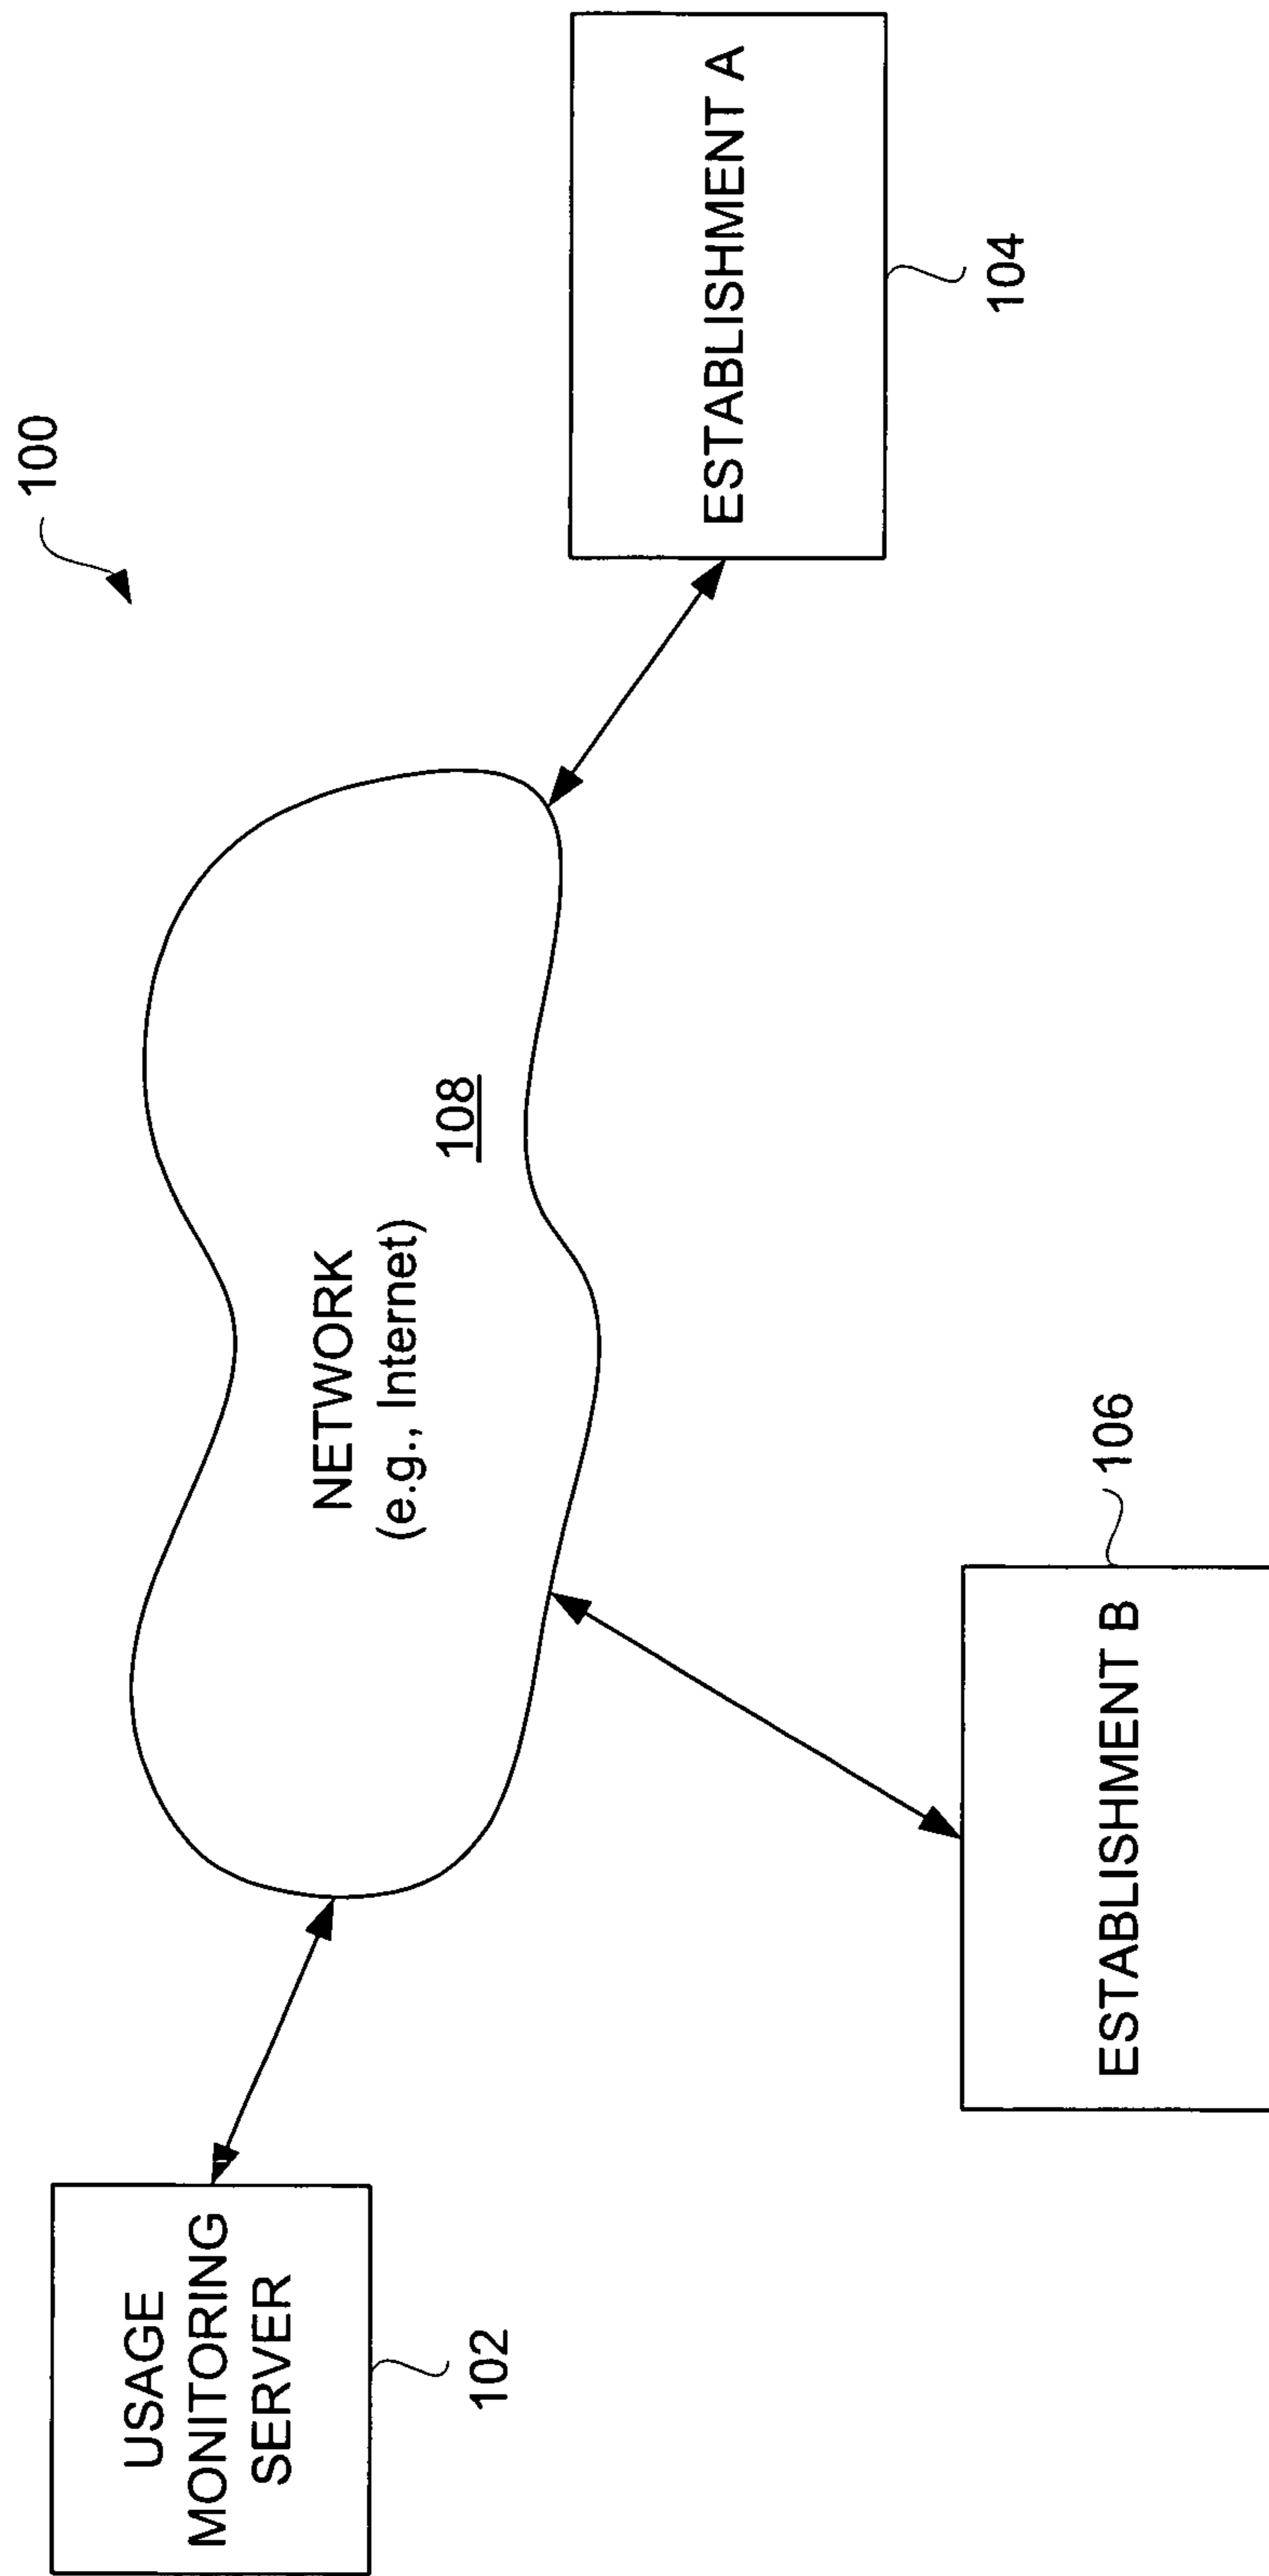 100
USAGE
MONITORING
SERVER
102
NETWORK
(e.g., Internet)
108
ESTABLISHMENT A
104
ESTABLISHMENT B
106